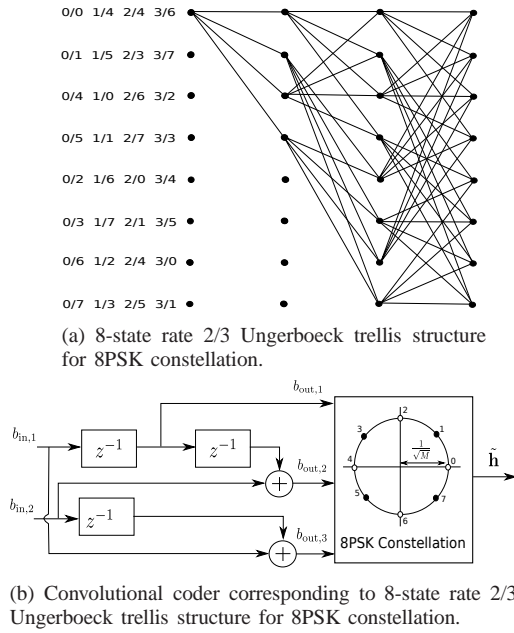 0/0 1/4 2/4 3/6
0/1 1/5 2/3 3/7
0/4 1/0 2/6 3/2
0/5 1/1 2/7 3/3
0/2 1/6 2/0 3/4
0/3 1/7 2/1 3/5
0/6 1/2 2/4 3/0
0/7 1/3 2/5 3/1
(a) 8-state rate 2/3 Ungerboeck trellis structure
for 8PSK constellation.
b_out,1
b_in,1
z^−1
z^−1
b_out,2
b_in,2
z^−1
b_out,3
2
3
1
1/√M
4
0
5
7
6
8PSK Constellation
h̃
(b) Convolutional coder corresponding to 8-state rate 2/3
Ungerboeck trellis structure for 8PSK constellation.